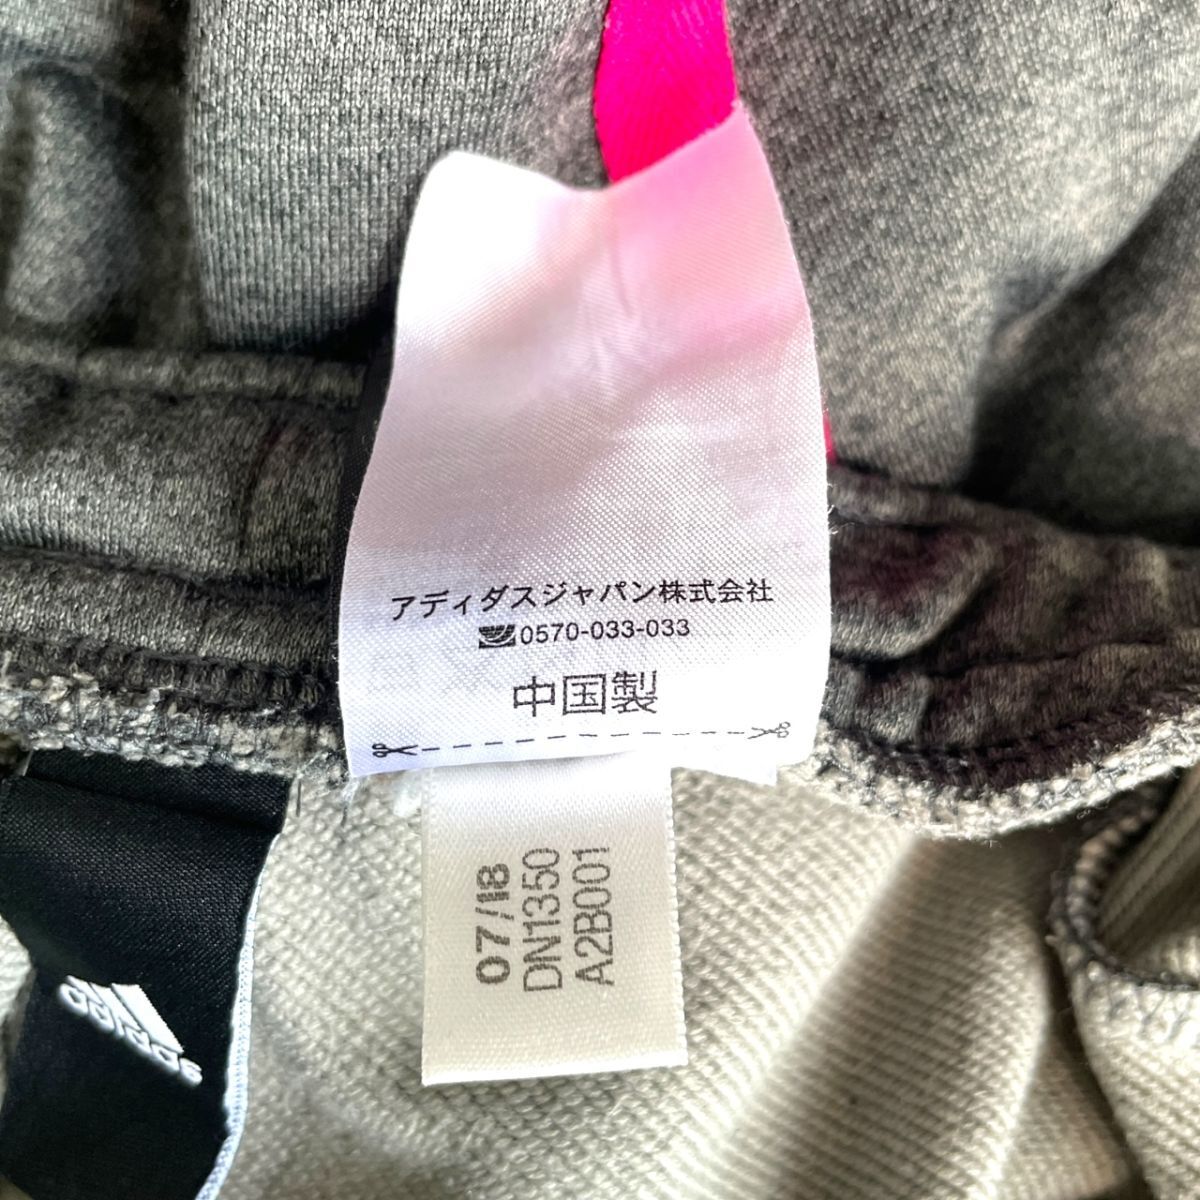 アディダスジャパン株式会社
0570-033-033
中国製
07/18
DN1350
A2B001
adidas